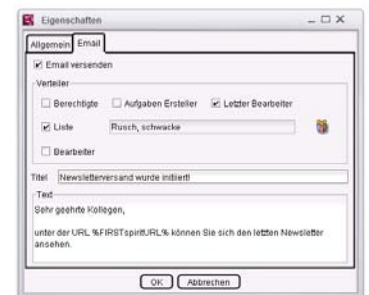 Eigenschaften
Allgemein Email
Email versenden
Verteiler
Berechtigte Aufgaben Ersteller Letzter Bearbeiter
Liste Rusch, schwacke
Bearbeiter
Titel Newsletterversand wurde initiiert!
Text
Sehr geehrte Kollegen,
unter der URL %FIRSTspiritURL% können Sie sich den letzten Newsletter
ansehen.
OK Abbrechen